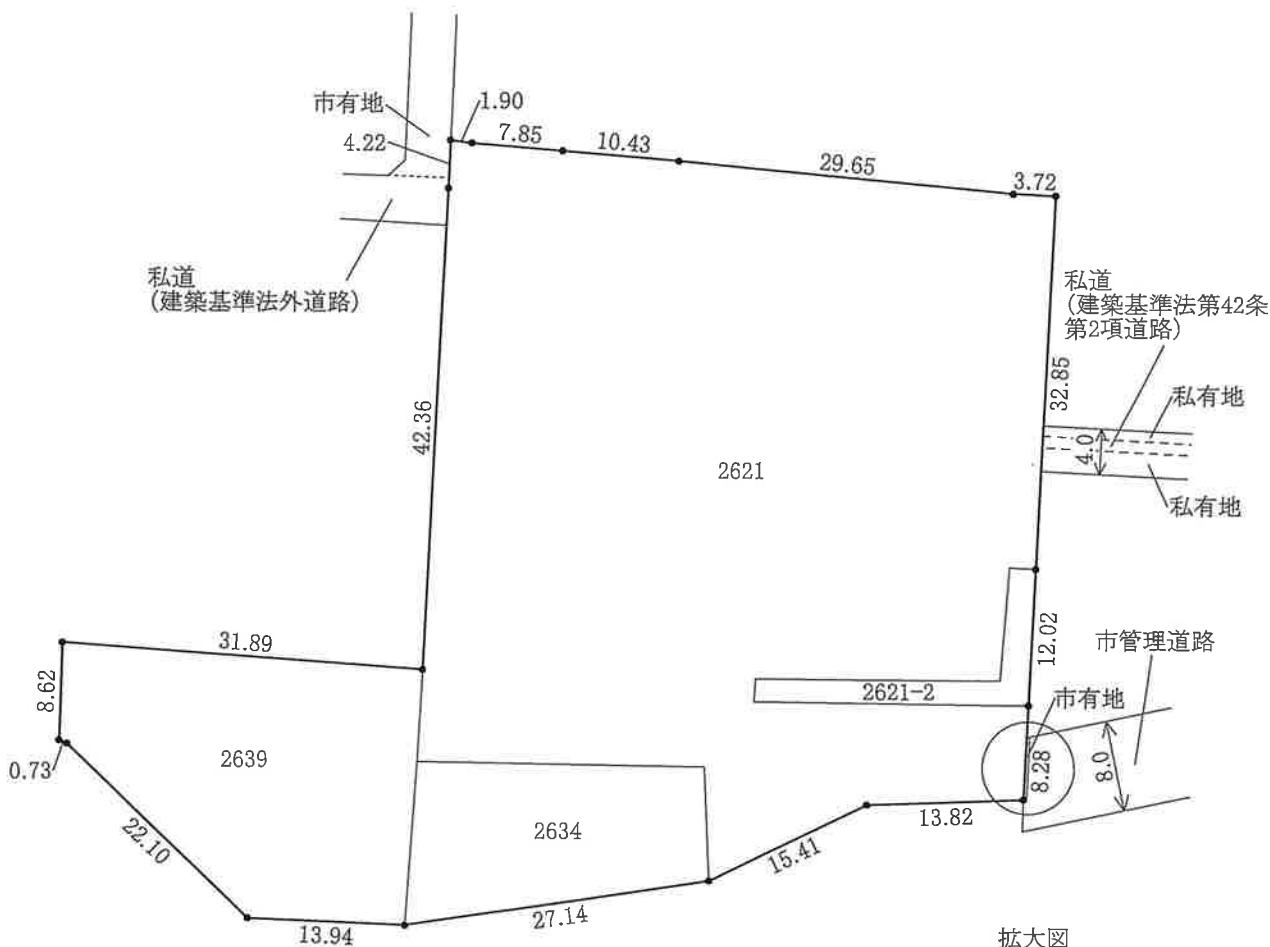 市有地
1.90
4.22
7.85
10.43
29.65
3.72
私道
(建築基準法外道路)
私道
(建築基準法第42条
第2項道路)
私有地
32.85
42.36
4.0
2621
私有地
31.89
12.02
市管理道路
2621-2
市有地
8.62
8.28
8.0
0.73
2639
2634
13.82
22.10
15.41
27.14
13.94
拡大図